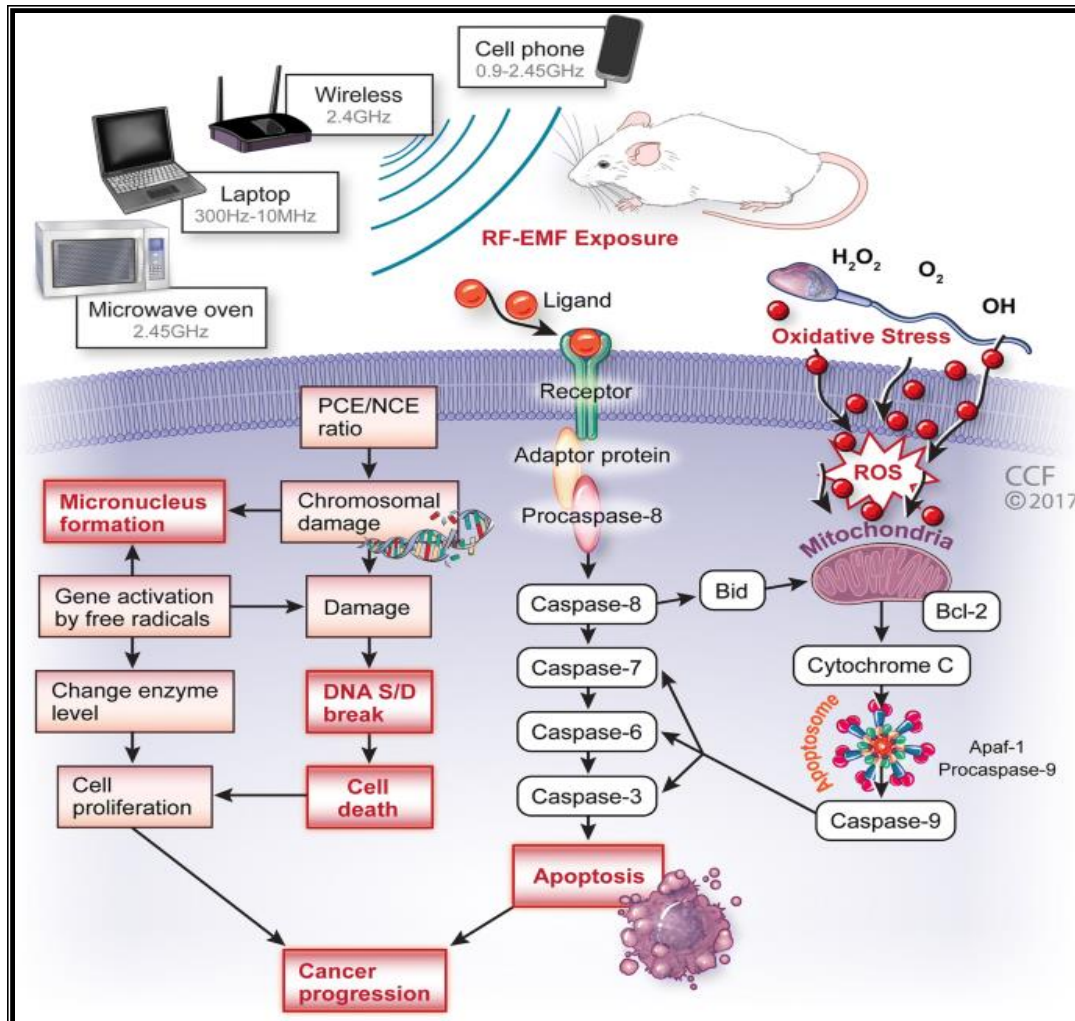 Cell phone
0.9-2.45GHz
Wireless
2.4GHz
Laptop
300Hz-10MHz
Microwave oven
2.45GHz
RF-EMF Exposure
H2O2
O2
OH
Oxidative Stress
Ligand
Receptor
Adaptor protein
Procaspase-8
ROS
CCF
©2017
Mitochondria
PCE/NCE
ratio
Micronucleus
formation
Chromosomal
damage
Gene activation
by free radicals
Damage
Caspase-8
Bid
Bcl-2
Change enzyme
level
DNA S/D
break
Caspase-7
Cytochrome C
Caspase-6
Apoptosome
Apaf-1
Procaspase-9
Cell
proliferation
Cell
death
Caspase-3
Caspase-9
Apoptosis
Cancer
progression